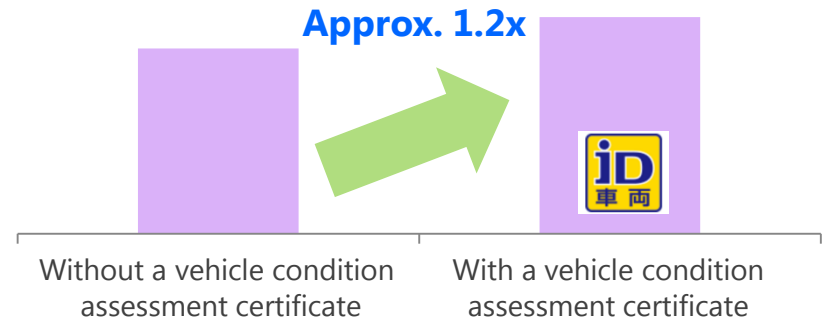 Approx. 1.2x
iD
車両
Without a vehicle condition
assessment certificate
With a vehicle condition
assessment certificate